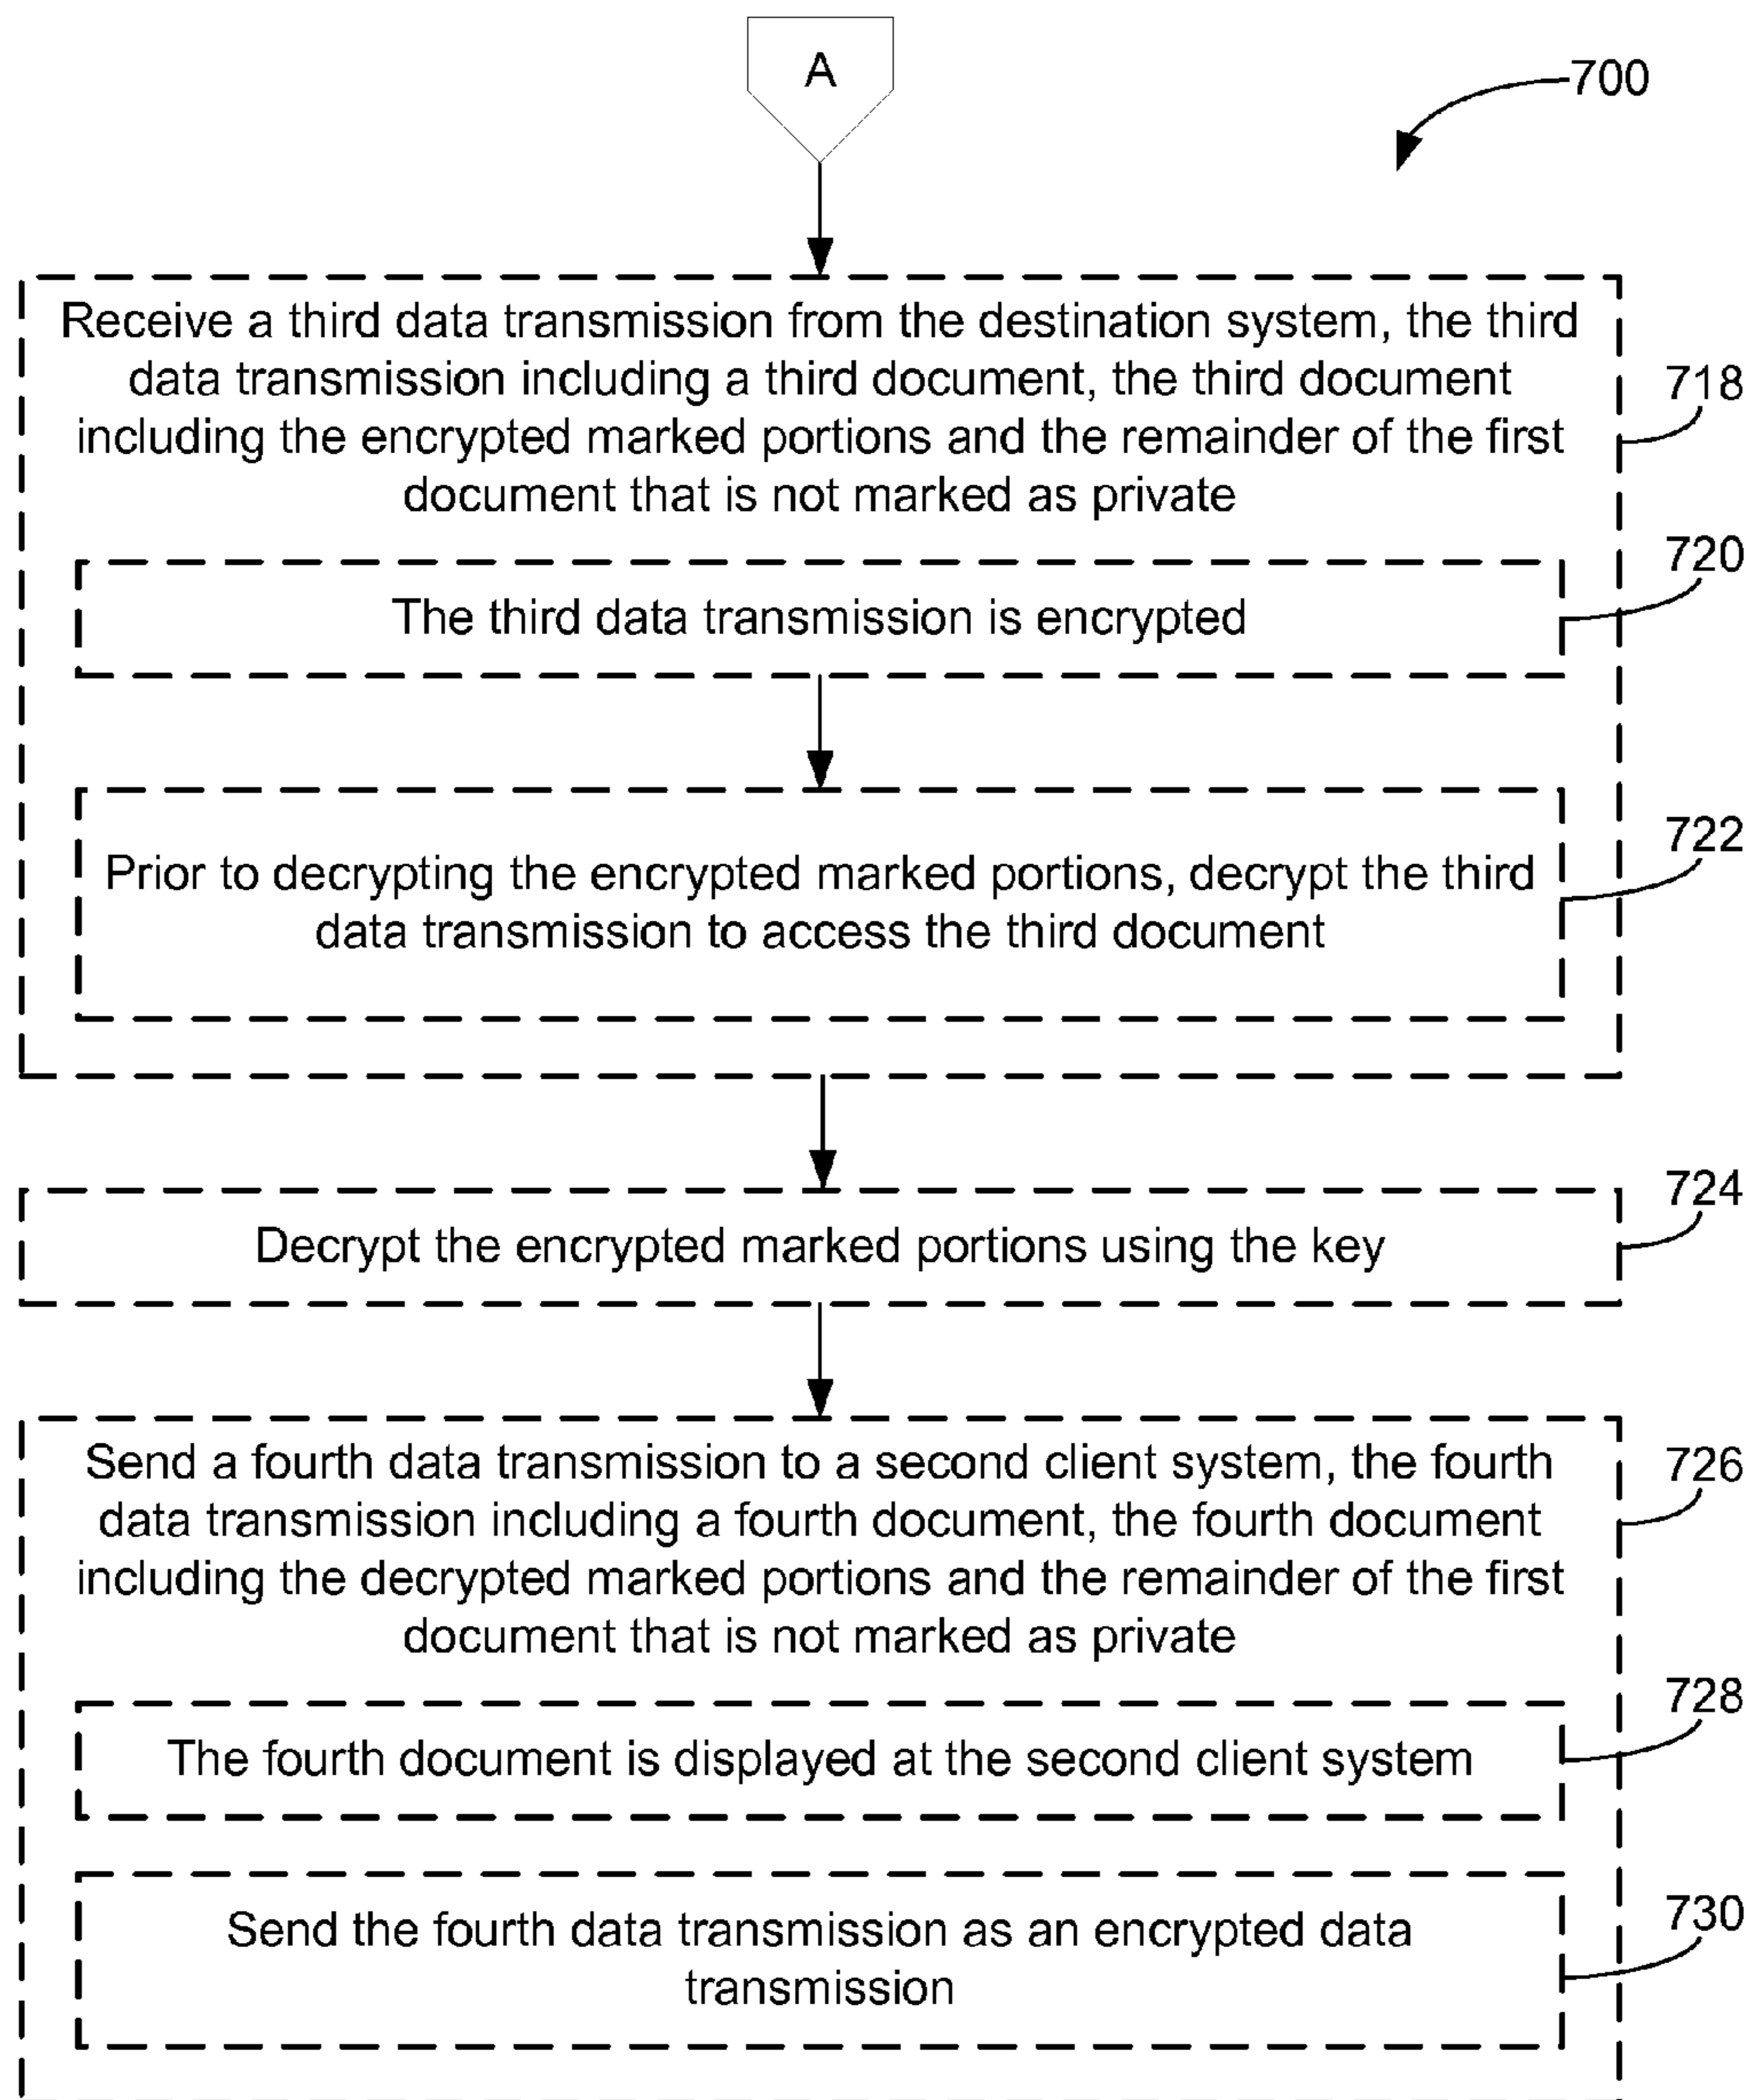 A
700
Receive a third data transmission from the destination system, the third
data transmission including a third document, the third document
including the encrypted marked portions and the remainder of the first
document that is not marked as private
718
The third data transmission is encrypted
720
Prior to decrypting the encrypted marked portions, decrypt the third
data transmission to access the third document
722
Decrypt the encrypted marked portions using the key
724
Send a fourth data transmission to a second client system, the fourth
data transmission including a fourth document, the fourth document
including the decrypted marked portions and the remainder of the first
document that is not marked as private
726
The fourth document is displayed at the second client system
728
Send the fourth data transmission as an encrypted data
transmission
730